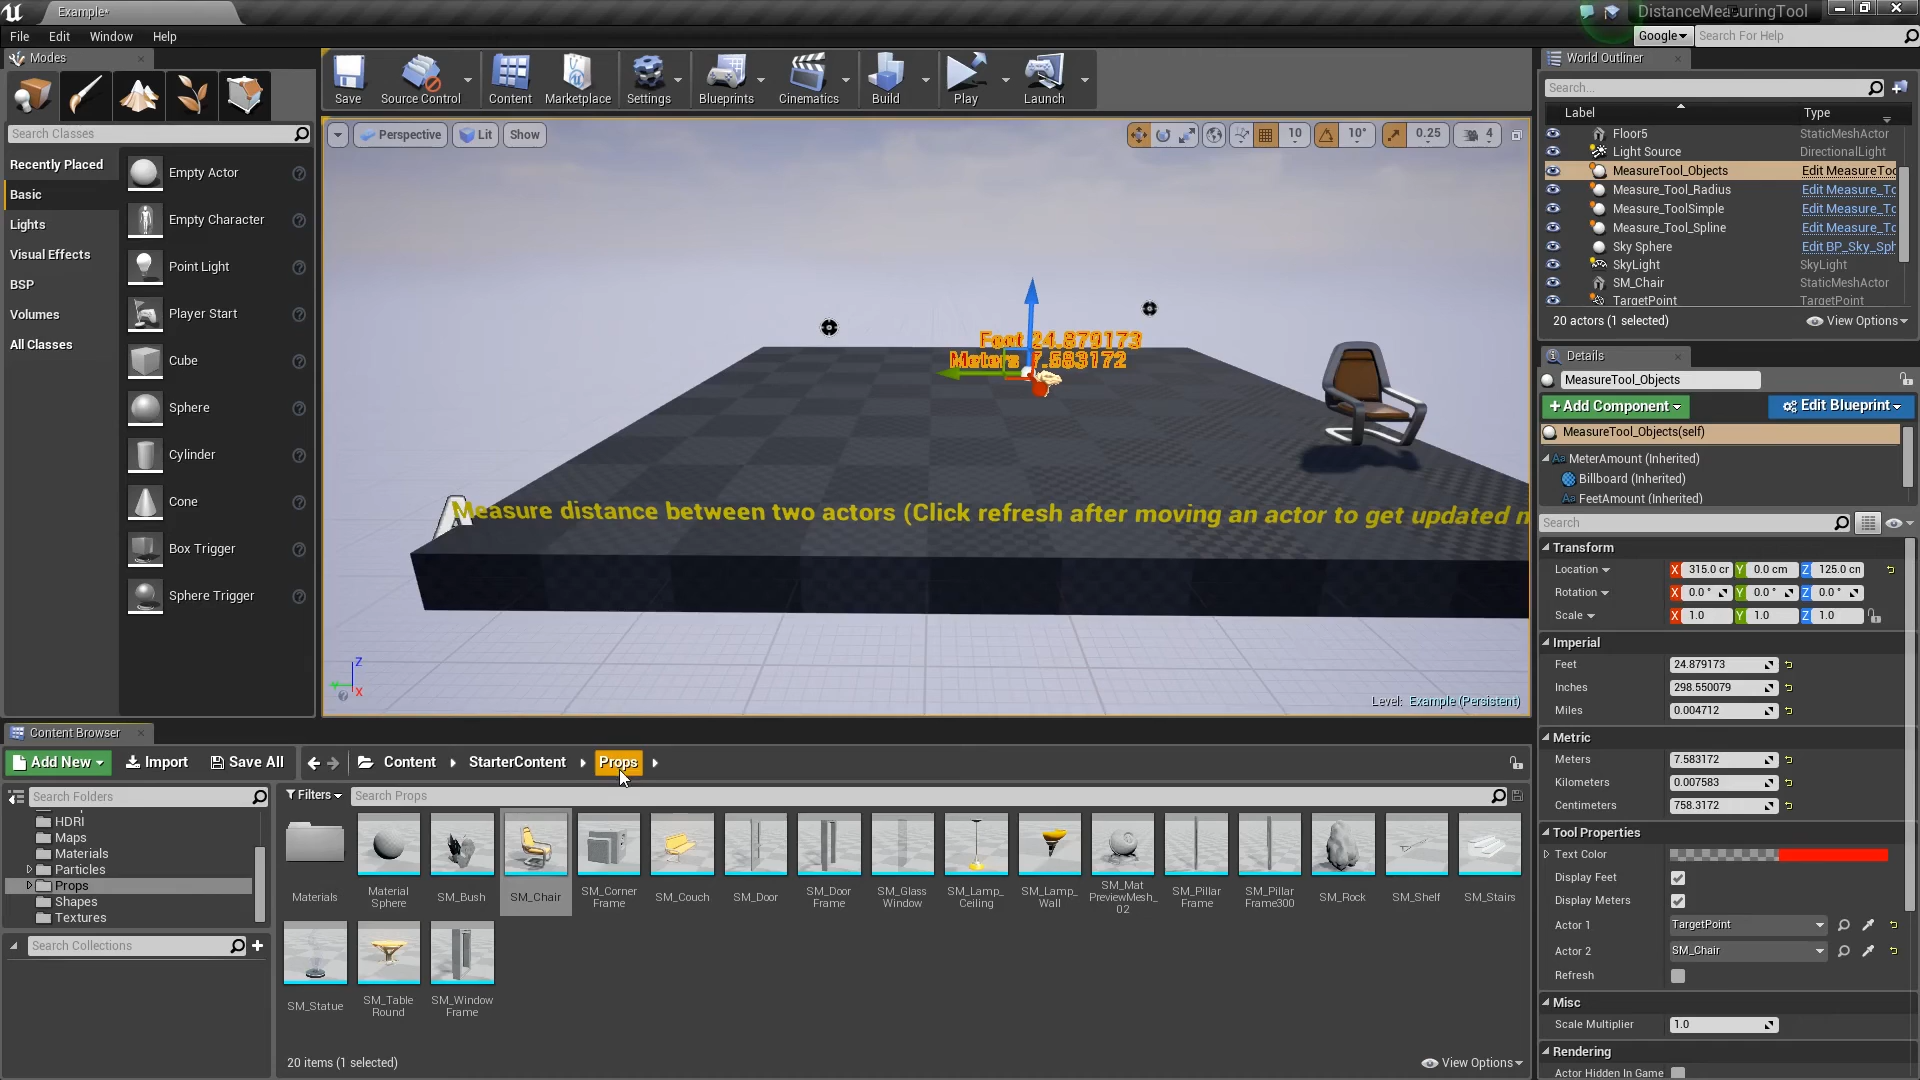 Example*
DistanceMeasuringTool
File Edit Window Help
Google
Search For Help
Modes
Save
Source Control
Content
Marketplace
Settings
Blueprints
Cinematics
Build
Play
Launch
Search Classes
Recently Placed
Basic
Lights
Visual Effects
BSP
Volumes
All Classes
Empty Actor
Empty Character
Point Light
Player Start
Cube
Sphere
Cylinder
Cone
Box Trigger
Sphere Trigger
Perspective
Lit
Show
10
10°
0.25
4
Feet 24.879173
Meters 7.583172
Measure distance between two actors (Click refresh after moving an actor to get updated
Z
X
Level: Example (Persistent)
World Outliner
Search...
Label Type
Floor5 StaticMeshActor
Light Source DirectionalLight
MeasureTool_Objects Edit MeasureToo
Measure_Tool_Radius Edit Measure_To
Measure_ToolSimple Edit Measure_To
Measure_Tool_Spline Edit Measure_To
Sky Sphere Edit BP_Sky_Sph
SkyLight SkyLight
SM_Chair StaticMeshActor
TargetPoint TargetPoint
20 actors (1 selected)
View Options
Details
MeasureTool_Objects
+Add Component
Edit Blueprint
MeasureTool_Objects(self)
MeterAmount (Inherited)
Billboard (Inherited)
FeetAmount (Inherited)
Search
Transform
Location X 315.0 cm Y 0.0 cm Z 125.0 cm
Rotation X 0.0 ° Y 0.0 ° Z 0.0 °
Scale X 1.0 Y 1.0 Z 1.0
Imperial
Feet 24.879173
Inches 298.550079
Miles 0.004712
Metric
Meters 7.583172
Kilometers 0.007583
Centimeters 758.3172
Tool Properties
Text Color
Display Feet
Display Meters
Actor 1 TargetPoint
Actor 2 SM_Chair
Refresh
Misc
Scale Multiplier 1.0
Rendering
Actor Hidden In Game
Content Browser
Add New
Import
Save All
Content
StarterContent
Props
Search Folders
HDRI
Maps
Materials
Particles
Props
Shapes
Textures
Search Collections
Filters
Search Props
Materials
Material
Sphere
SM_Bush
SM_Chair
SM_Corner
Frame
SM_Couch
SM_Door
SM_Door
Frame
SM_Glass
Window
SM_Lamp_
Ceiling
SM_Lamp_
Wall
SM_Mat
PreviewMesh_
02
SM_Pillar
Frame
SM_Pillar
Frame300
SM_Rock
SM_Shelf
SM_Stairs
SM_Statue
SM_Table
Round
SM_Window
Frame
20 items (1 selected)
View Options